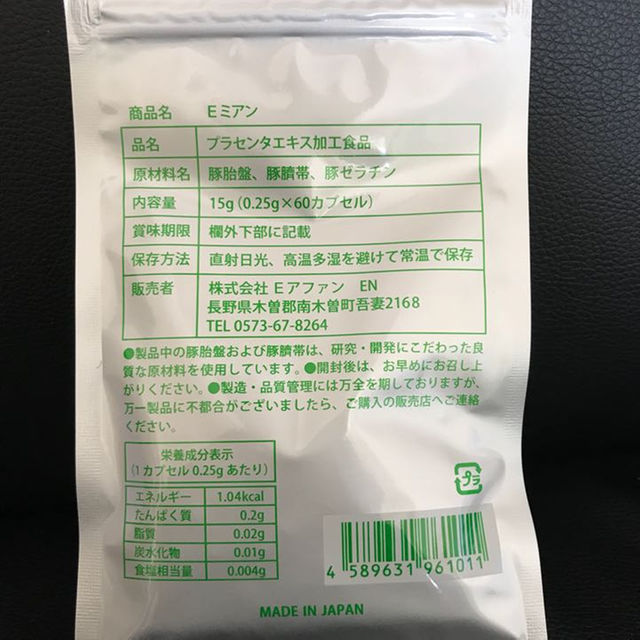 商品名 Eミアン
品名 プラセンタエキス加工食品
原材料名 豚胎盤、豚臍帯、豚ゼラチン
内容量 15g(0.25g×60カプセル)
賞味期限 欄外下部に記載
保存方法 直射日光、高温多湿を避けて常温で保存
販売者 株式会社 Eアファン EN
長野県木曽郡南木曽町吾妻2168
TEL 0573-67-8264
●製品中の豚胎盤および豚臍帯は、研究・開発にこだわった良
質な原材料を使用しています。●開封後は、お早めにお召し上
がりください。●製造・品質管理には万全を期しておりますが、
万一製品に不都合がございましたら、ご購入の販売店へご連絡
ください。
栄養成分表示
(1カプセル0.25gあたり)
エネルギー 1.04kcal
たんぱく質 0.2g
脂質 0.02g
炭水化物 0.01g
食塩相当量 0.004g
プラ
4 589631 961011
MADE IN JAPAN